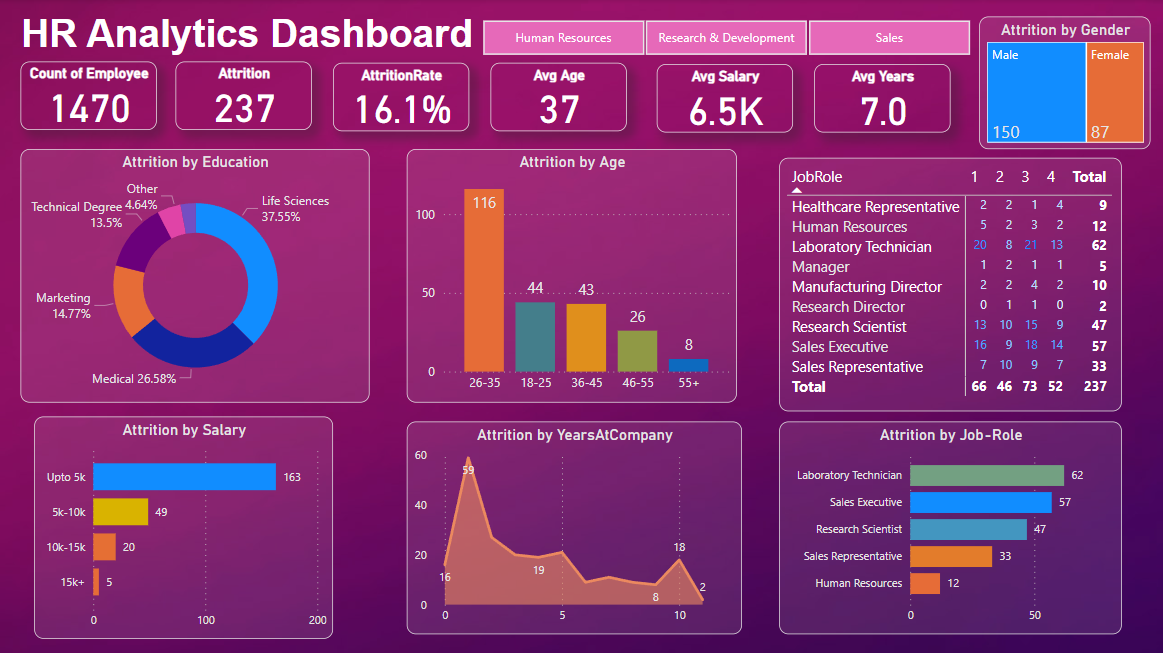 HR Analytics Dashboard
Human Resources
Research & Development
Sales
Count of Employee
1470
Attrition
237
AttritionRate
16.1%
Avg Age
37
Avg Salary
6.5K
Avg Years
7.0
Attrition by Gender
Male
Female
150
87
Attrition by Education
Other
4.64%
Life Sciences
37.55%
Technical Degree
13.5%
Marketing
14.77%
Medical 26.58%
Attrition by Age
100
50
0
116
44
43
26
8
26-35
18-25
36-45
46-55
55+
JobRole 1 2 3 4 Total
Healthcare Representative 2 2 1 4 9
Human Resources 5 2 3 2 12
Laboratory Technician 20 8 21 13 62
Manager 1 2 1 1 5
Manufacturing Director 2 2 4 2 10
Research Director 0 1 1 0 2
Research Scientist 13 10 15 9 47
Sales Executive 16 9 18 14 57
Sales Representative 7 10 9 7 33
Total 66 46 73 52 237
Attrition by Salary
Upto 5k 163
5k-10k 49
10k-15k 20
15k+ 5
0 100 200
Attrition by YearsAtCompany
60
40
20
0
16
59
19
8
18
2
0 5 10
Attrition by Job-Role
Laboratory Technician 62
Sales Executive 57
Research Scientist 47
Sales Representative 33
Human Resources 12
0 50